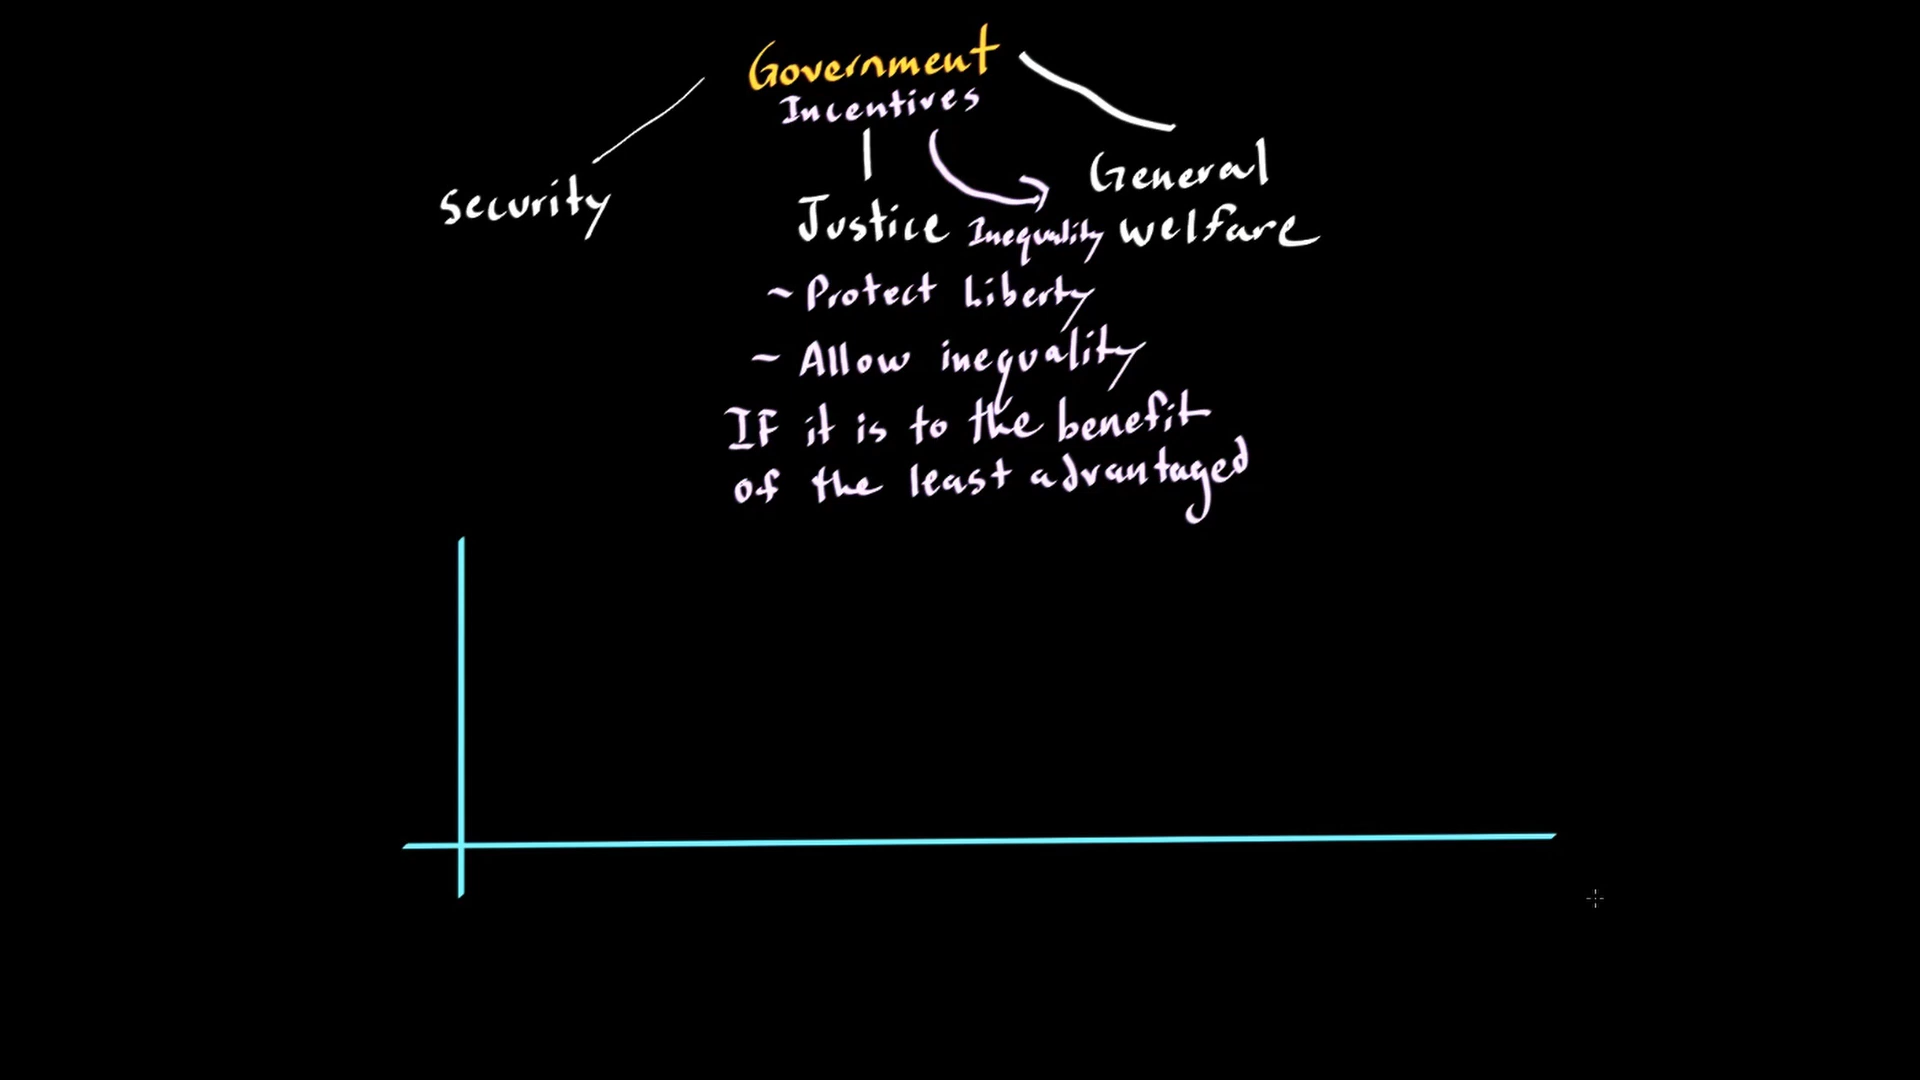 Government
Incentives
Security
Justice
Inequality
General
welfare
~ Protect Liberty
~ Allow inequality
IF it is to the benefit
of the least advantaged